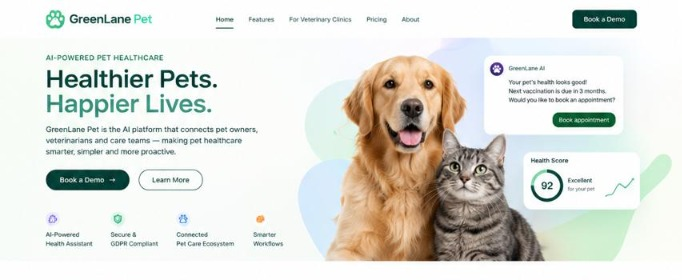 GreenLane Pet
Home
Features
For Veterinary Clinics
Pricing
About
Book a Demo
AI-POWERED PET HEALTHCARE
Healthier Pets.
Happier Lives.
GreenLane Pet is the AI platform that connects pet owners,
veterinarians and care teams — making pet healthcare
smarter, simpler and more proactive.
Book a Demo →
Learn More
AI-Powered
Health Assistant
Secure &
GDPR Compliant
Connected
Pet Care Ecosystem
Smarter
Workflows
GreenLane AI
Your pet's health looks good!
Next vaccination is due in 3 months.
Would you like to book an appointment?
Book appointment
Health Score
92
Excellent
for your pet